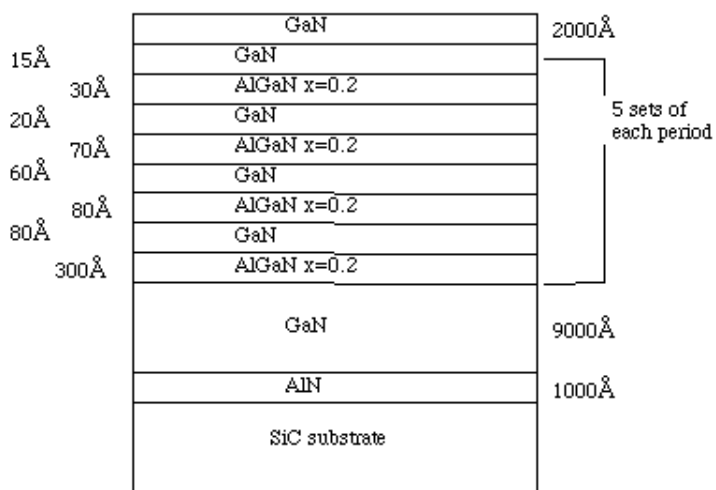 GaN 2000Å
15Å GaN
30Å AlGaN x=0.2
20Å GaN
70Å AlGaN x=0.2
60Å GaN
80Å AlGaN x=0.2
80Å GaN
300Å AlGaN x=0.2
5 sets of
each period
GaN 9000Å
AlN 1000Å
SiC substrate